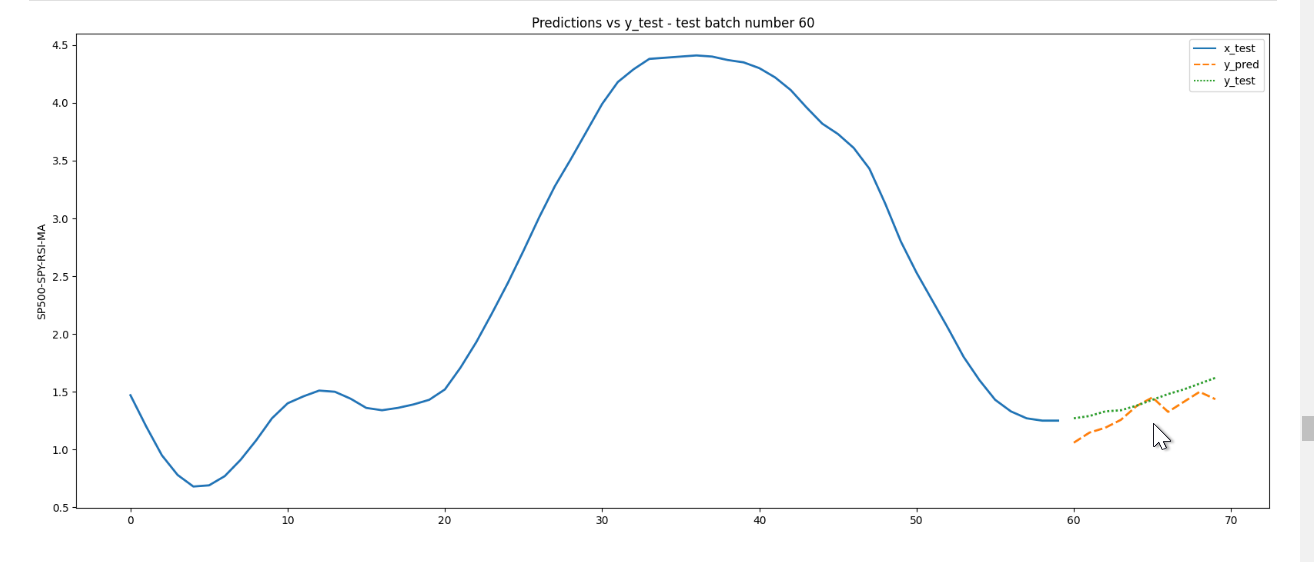 Predictions vs y_test - test batch number 60
4.5
4.0
3.5
3.0
2.5
2.0
1.5
1.0
0.5
SP500-SPY-RSI-MA
x_test
y_pred
y_test
0 10 20 30 40 50 60 70